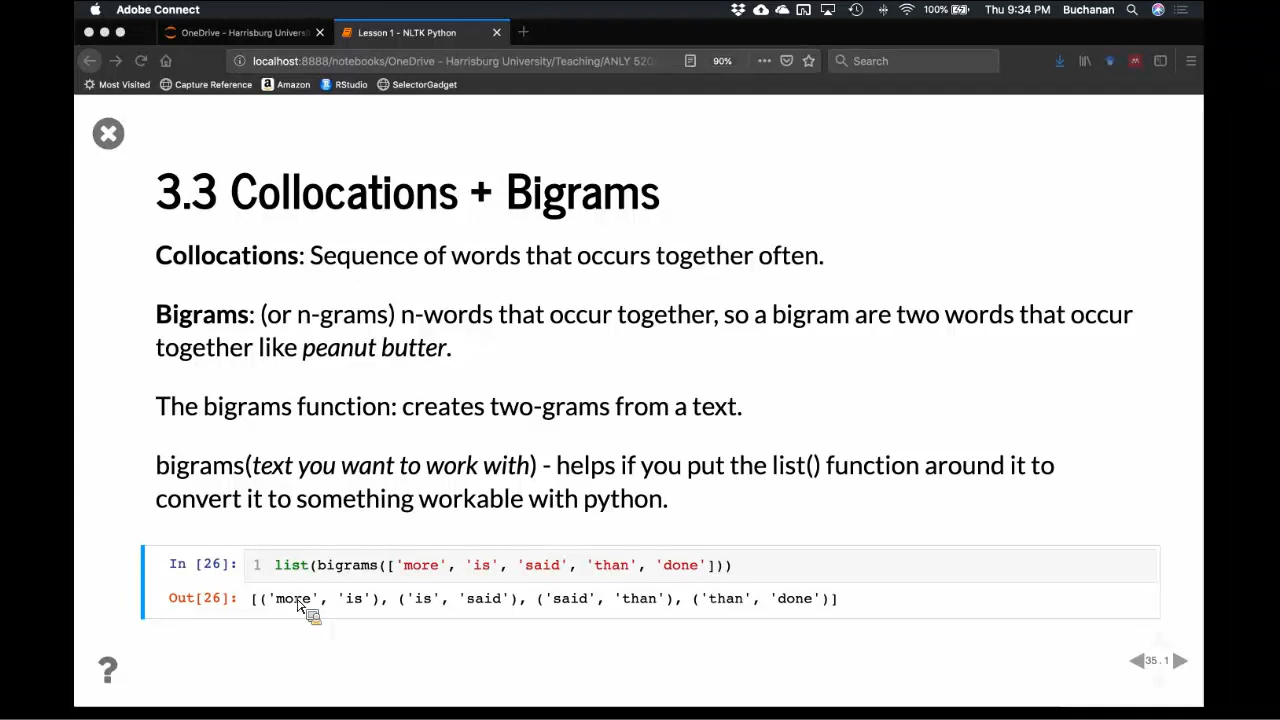 Adobe Connect
100%
Thu 9:34 PM
Buchanan
OneDrive - Harrisburg Universi
Lesson 1 - NLTK Python
localhost:8888/notebooks/OneDrive - Harrisburg University/Teaching/ANLY 520
90%
Search
Most Visited
Capture Reference
Amazon
RStudio
SelectorGadget
3.3 Collocations + Bigrams
Collocations: Sequence of words that occurs together often.
Bigrams: (or n-grams) n-words that occur together, so a bigram are two words that occur
together like peanut butter.
The bigrams function: creates two-grams from a text.
bigrams(text you want to work with) - helps if you put the list() function around it to
convert it to something workable with python.
In [26]: 1 list(bigrams(['more', 'is', 'said', 'than', 'done']))
Out[26]: [('more', 'is'), ('is', 'said'), ('said', 'than'), ('than', 'done')]
?
35.1